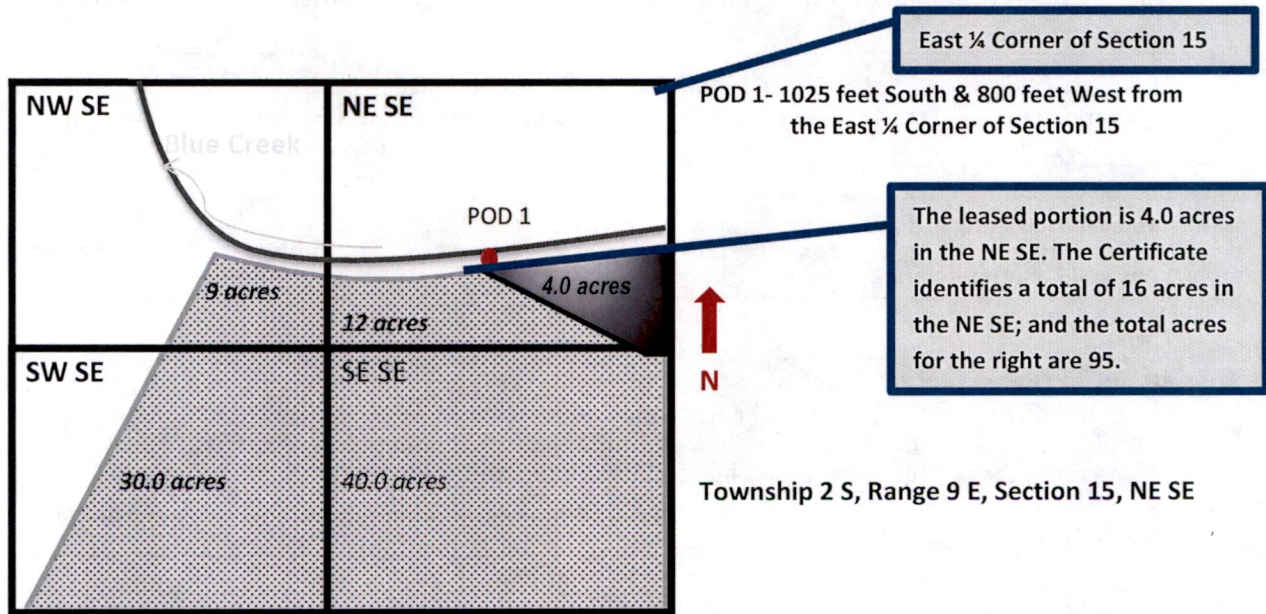 East ¼ Corner of Section 15
NW SE
NE SE
POD 1- 1025 feet South & 800 feet West from
the East ¼ Corner of Section 15
Blue Creek
POD 1
The leased portion is 4.0 acres
in the NE SE. The Certificate
identifies a total of 16 acres in
the NE SE; and the total acres
for the right are 95.
9 acres
4.0 acres
12 acres
N
SW SE
SE SE
30.0 acres
40.0 acres
Township 2 S, Range 9 E, Section 15, NE SE